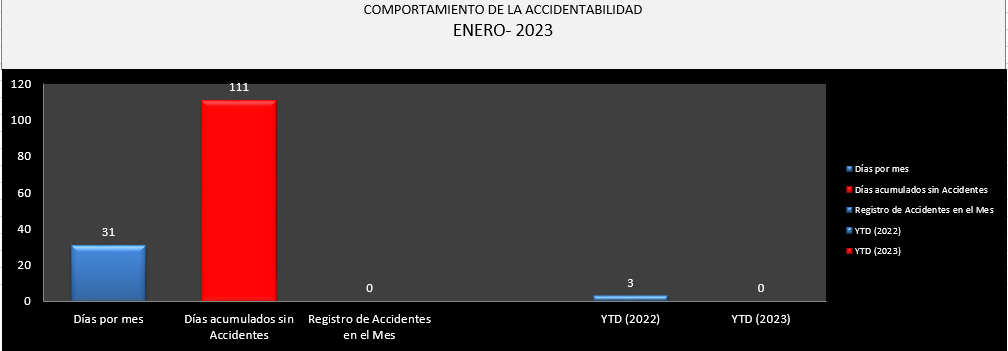 COMPORTAMIENTO DE LA ACCIDENTABILIDAD
ENERO- 2023
120
100
80
60
40
20
0
31
111
0
3
0
Días por mes
Días acumulados sin
Accidentes
Registro de Accidentes
en el Mes
YTD (2022)
YTD (2023)
Días por mes
Días acumulados sin Accidentes
Registro de Accidentes en el Mes
YTD (2022)
YTD (2023)